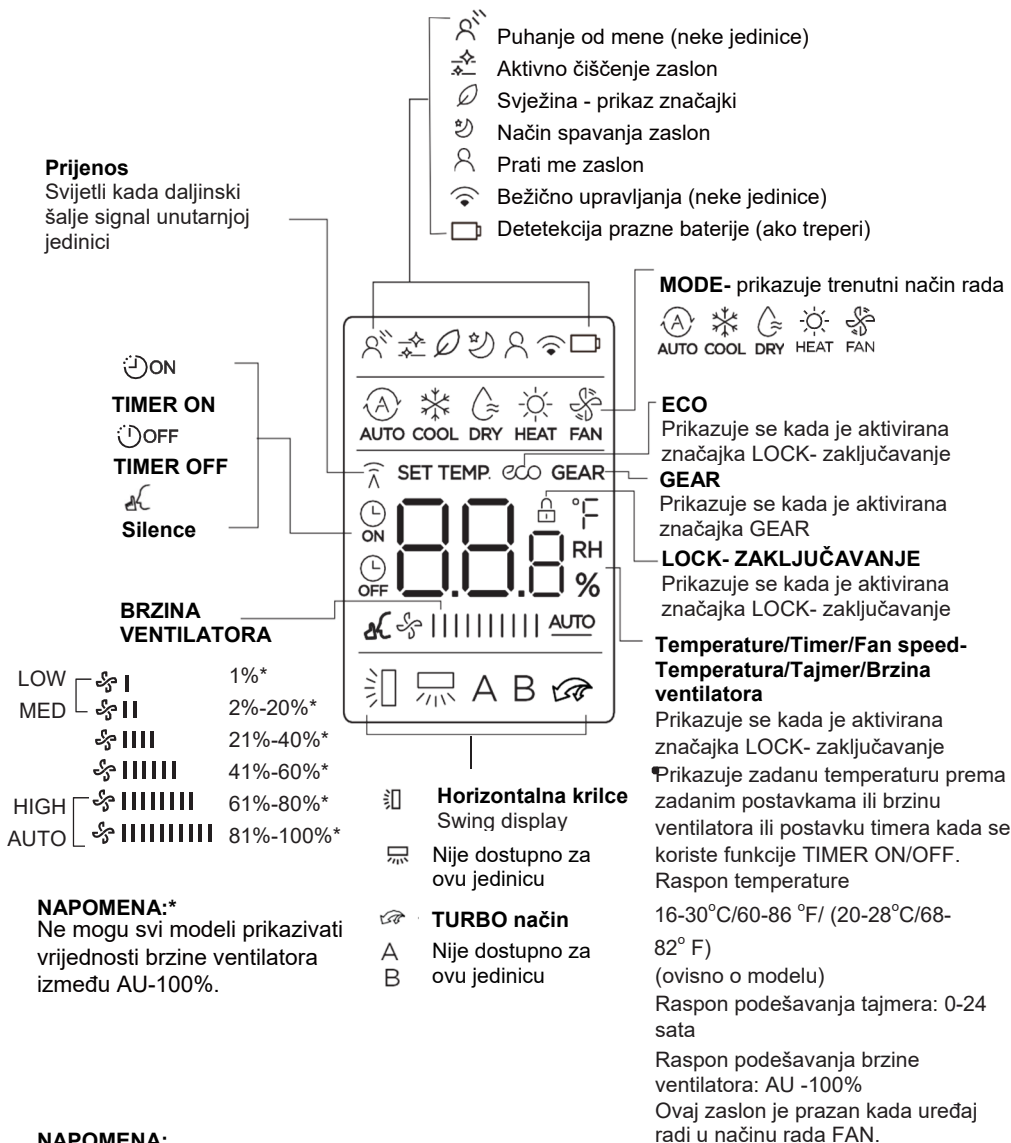 Puhanje od mene (neke jedinice)
Aktivno čiščenje zaslon
Svježina - prikaz značajki
Način spavanja zaslon
Prati me zaslon
Bežično upravljanja (neke jedinice)
Detetekcija prazne baterije (ako treperi)
Prijenos
Svijetli kada daljinski
šalje signal unutarnjoj
jedinici
MODE- prikazuje trenutni način rada
A
AUTO COOL DRY HEAT FAN
ON
TIMER ON
OFF
TIMER OFF
Silence
A
AUTO COOL DRY HEAT FAN
SET TEMP. eco GEAR
ON
88.8 °F
RH
OFF
%
AUTO
A B
ECO
Prikazuje se kada je aktivirana
značajka LOCK- zaključavanje
GEAR
Prikazuje se kada je aktivirana
značajka GEAR
LOCK- ZAKLJUČAVANJE
Prikazuje se kada je aktivirana
značajka LOCK- zaključavanje
BRZINA
VENTILATORA
LOW 1%*
MED 2%-20%*
21%-40%*
41%-60%*
HIGH 61%-80%*
AUTO 81%-100%*
NAPOMENA:*
Ne mogu svi modeli prikazivati
vrijednosti brzine ventilatora
između AU-100%.
Horizontalna krilce
Swing display
Nije dostupno za
ovu jedinicu
TURBO način
A Nije dostupno za
B ovu jedinicu
Temperature/Timer/Fan speed-
Temperatura/Tajmer/Brzina
ventilatora
Prikazuje se kada je aktivirana
značajka LOCK- zaključavanje
¶Prikazuje zadanu temperaturu prema
zadanim postavkama ili brzinu
ventilatora ili postavku timera kada se
koriste funkcije TIMER ON/OFF.
Raspon temperature
16-30°C/60-86 °F/ (20-28°C/68-
82° F)
(ovisno o modelu)
Raspon podešavanja tajmera: 0-24
sata
Raspon podešavanja brzine
ventilatora: AU -100%
Ovaj zaslon je prazan kada uređaj
radi u načinu rada FAN.
NAPOMENA: